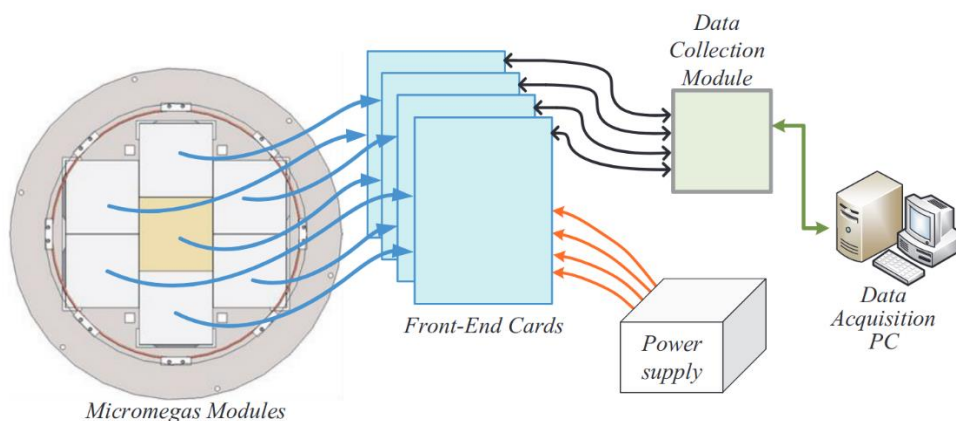 Data
Collection
Module
Front-End Cards
Power
supply
Data
Acquisition
PC
Micromegas Modules